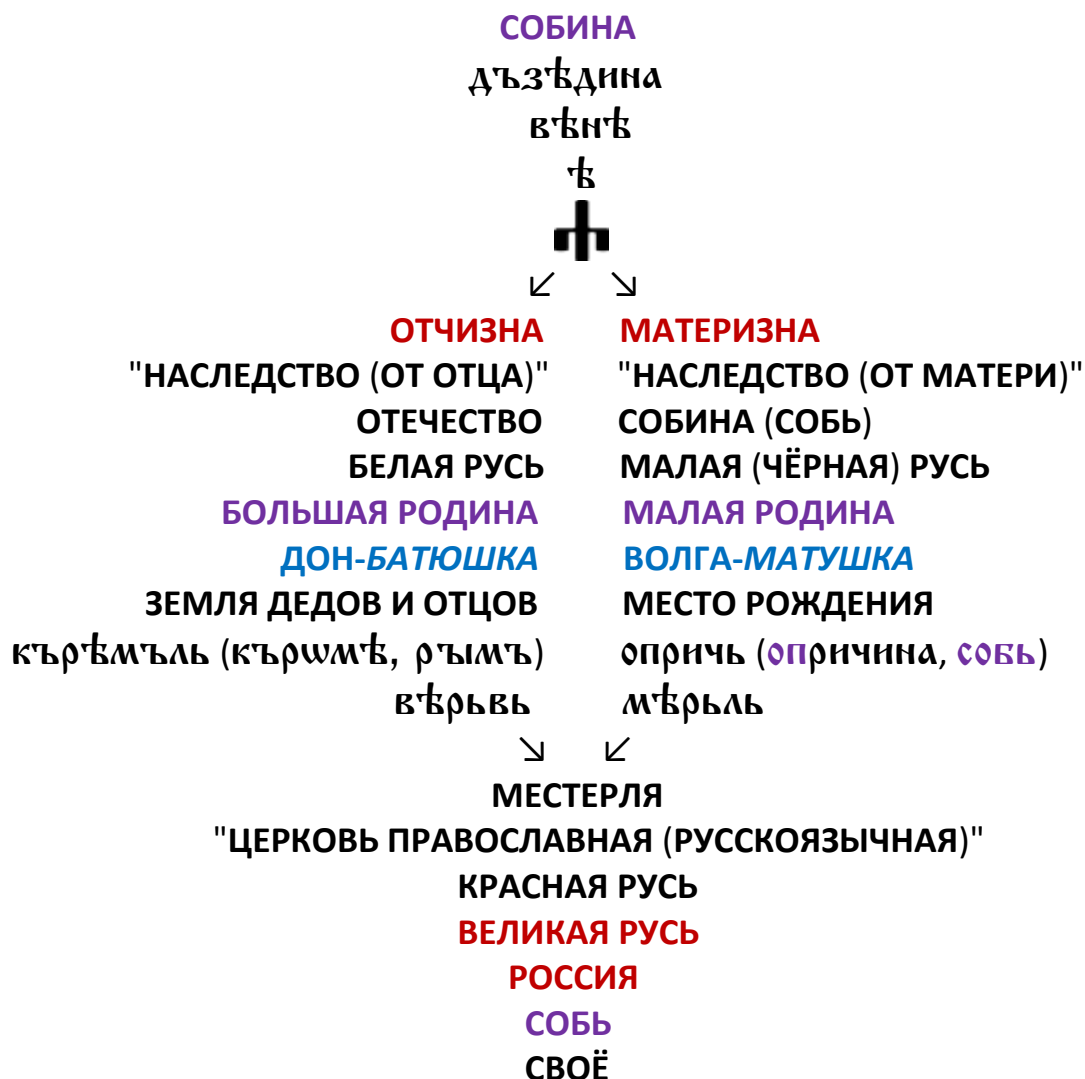 СОБИНА
дъзѣдина
вѣнѣ
ѣ
ОТЧИЗНА МАТЕРИЗНА
"НАСЛЕДСТВО (ОТ ОТЦА)" "НАСЛЕДСТВО (ОТ МАТЕРИ)"
ОТЕЧЕСТВО СОБИНА (СОБЬ)
БЕЛАЯ РУСЬ МАЛАЯ (ЧЁРНАЯ) РУСЬ
БОЛЬШАЯ РОДИНА МАЛАЯ РОДИНА
ДОН-БАТЮШКА ВОЛГА-МАТУШКА
ЗЕМЛЯ ДЕДОВ И ОТЦОВ МЕСТО РОЖДЕНИЯ
кърѣмъль (кърѡмѣ, рꙑмъ) опричь (опричина, собь)
вѣрьвь мѣрьль
МЕСТЕРЛЯ
"ЦЕРКОВЬ ПРАВОСЛАВНАЯ (РУССКОЯЗЫЧНАЯ)"
КРАСНАЯ РУСЬ
ВЕЛИКАЯ РУСЬ
РОССИЯ
СОБЬ
СВОЁ